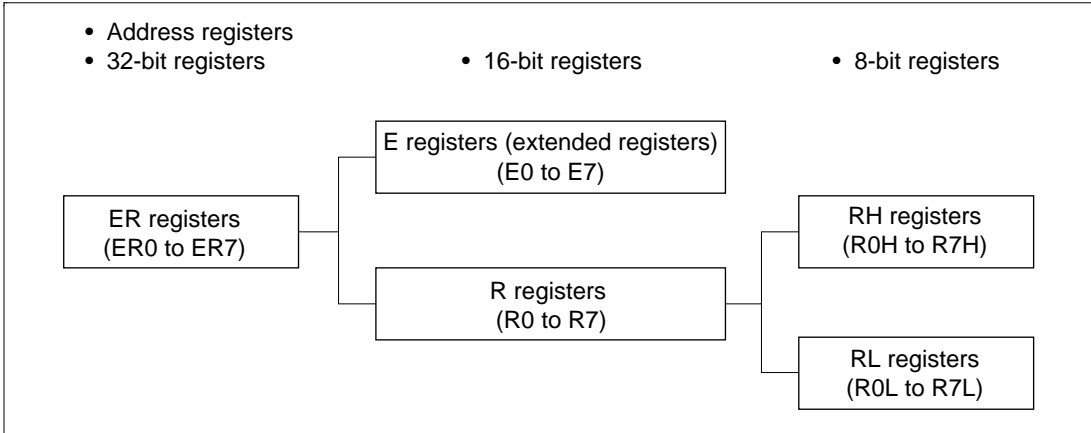 • Address registers
• 32-bit registers
• 16-bit registers
• 8-bit registers
E registers (extended registers)
(E0 to E7)
ER registers
(ER0 to ER7)
RH registers
(R0H to R7H)
R registers
(R0 to R7)
RL registers
(R0L to R7L)